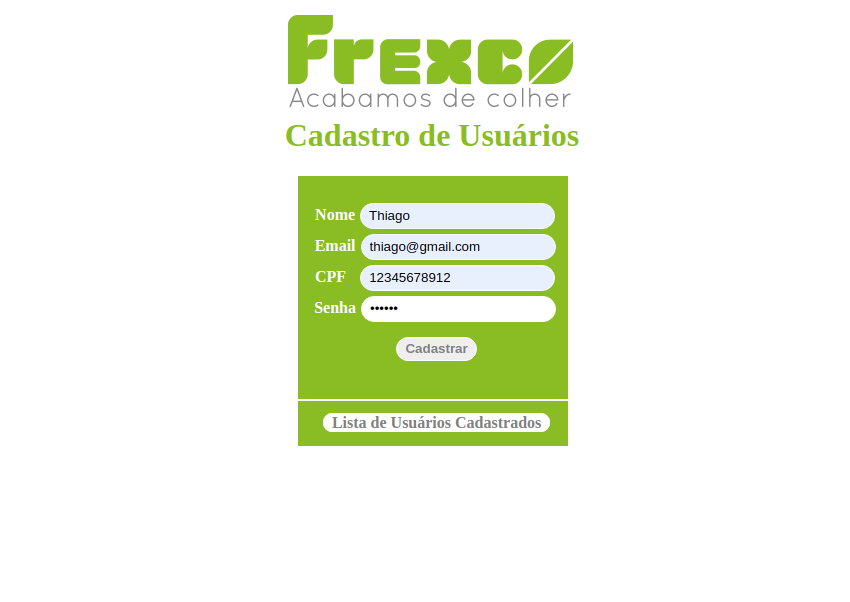 Frexco
Acabamos de colher
Cadastro de Usuários
Nome Thiago
Email thiago@gmail.com
CPF 12345678912
Senha ••••••
Cadastrar
Lista de Usuários Cadastrados